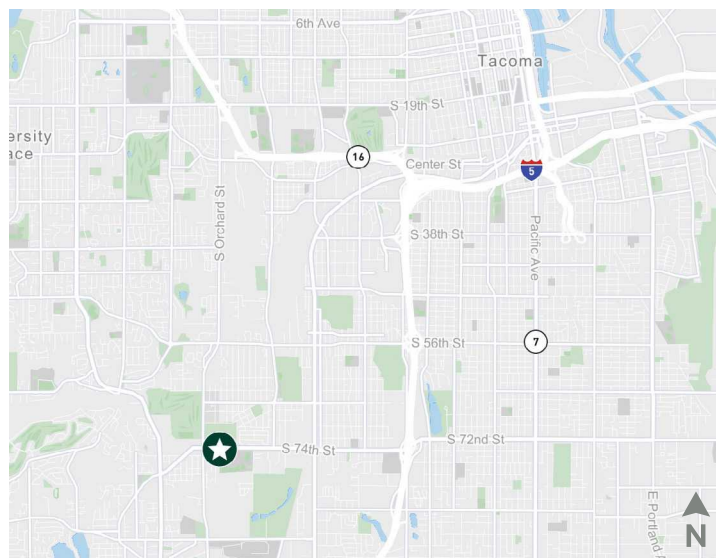 6th Ave
Tacoma
S 19th St
ersity
ace
16
Center St
5
S Orchard St
S 38th St
Pacific Ave
S 56th St
7
S 74th St
S 72nd St
E Portland
N